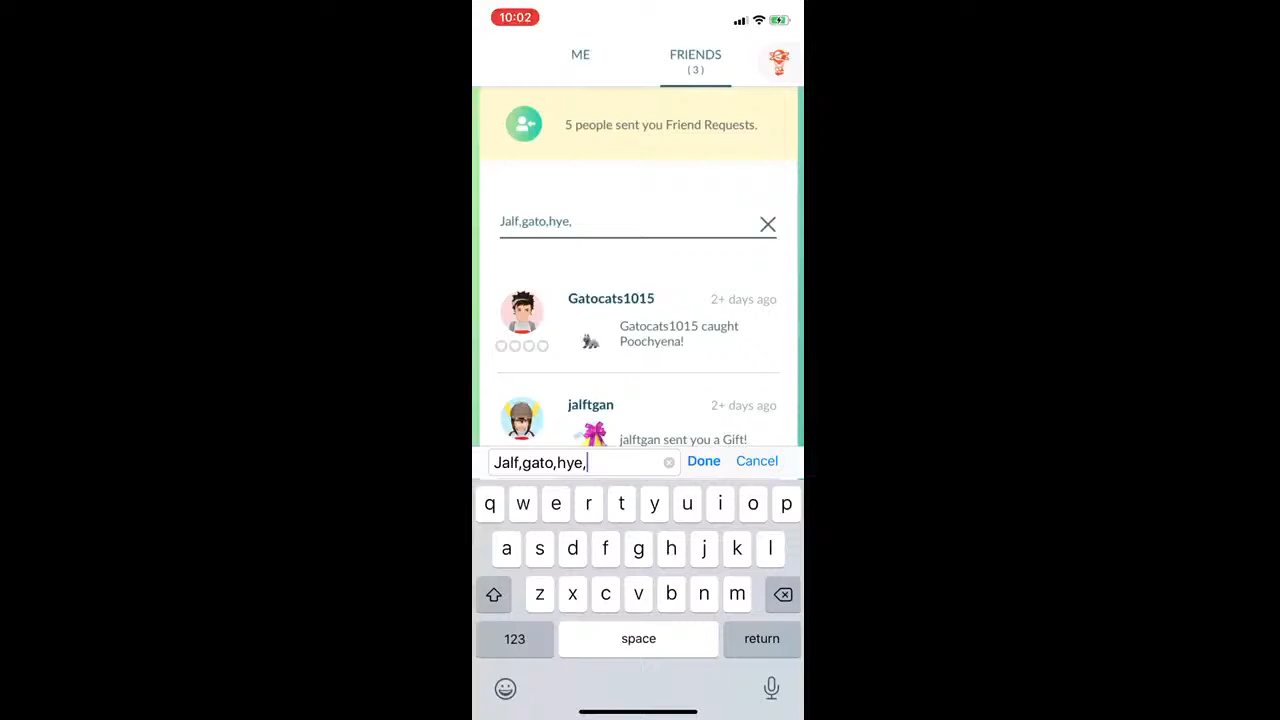 10:02
ME
FRIENDS
( 3 )
5 people sent you Friend Requests.
Jalf,gato,hye,
Gatocats1015
2+ days ago
Gatocats1015 caught
Poochyena!
jalftgan
2+ days ago
jalftgan sent you a Gift!
Jalf,gato,hye,
Done
Cancel
q w e r t y u i o p
a s d f g h j k l
z x c v b n m
123
space
return